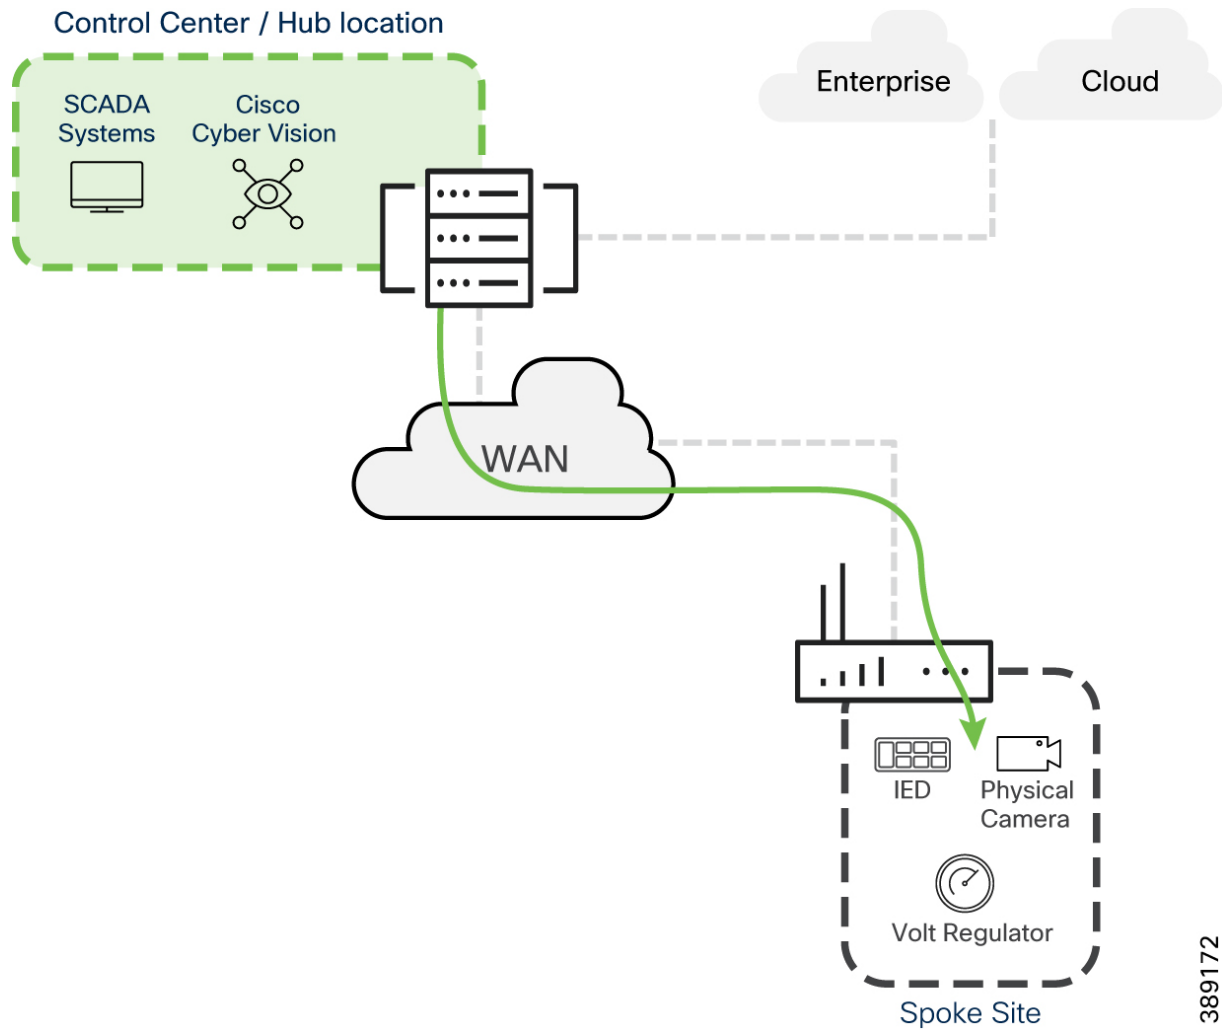 Control Center / Hub location
SCADA
Systems
Cisco
Cyber Vision
Enterprise
Cloud
WAN
IED
Physical
Camera
Volt Regulator
Spoke Site
389172